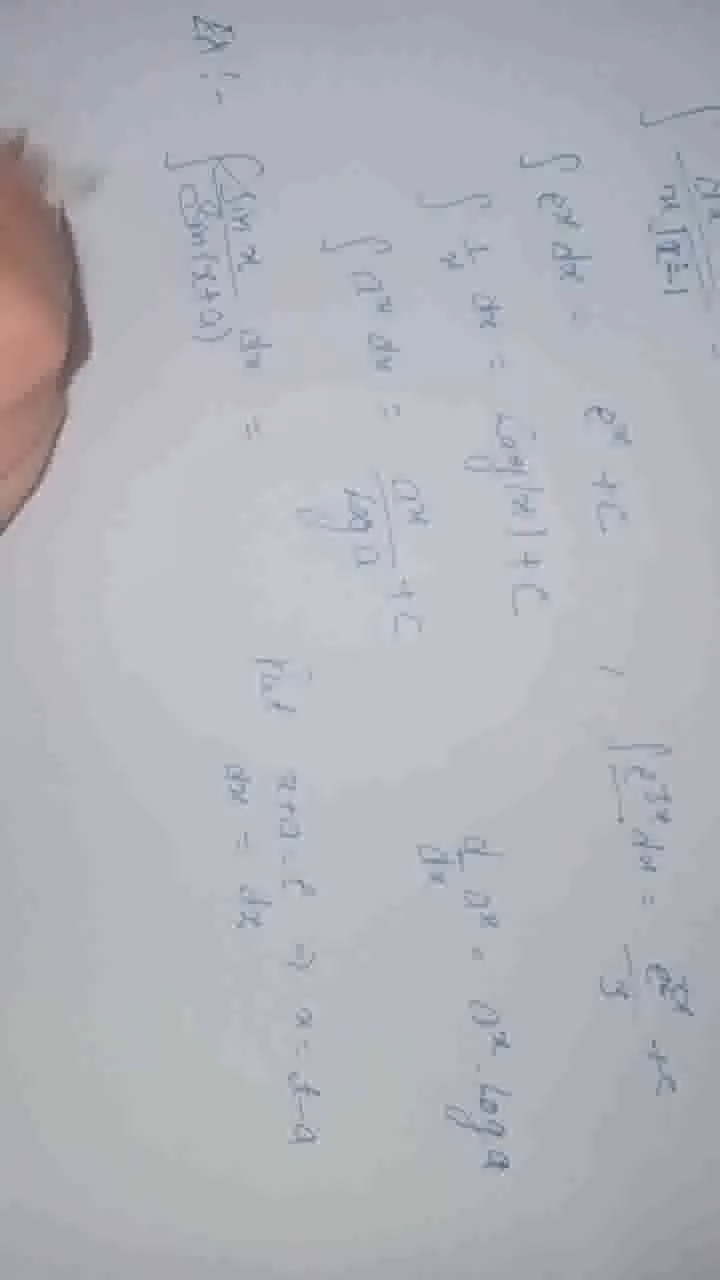 ∫ dx / x√x²-1 =
∫ eˣ dx = eˣ + C , ∫ e³ˣ dx = e³ˣ / 3 + c
∫ 1/x dx = Log|x| + C
∫ aˣ dx = aˣ / Log a + C d/dx aˣ = aˣ . Log a
Ex :- ∫ Sin x / Sin(x+a) dx = Put x+a = t ⇒ x = t-a
dx = dt